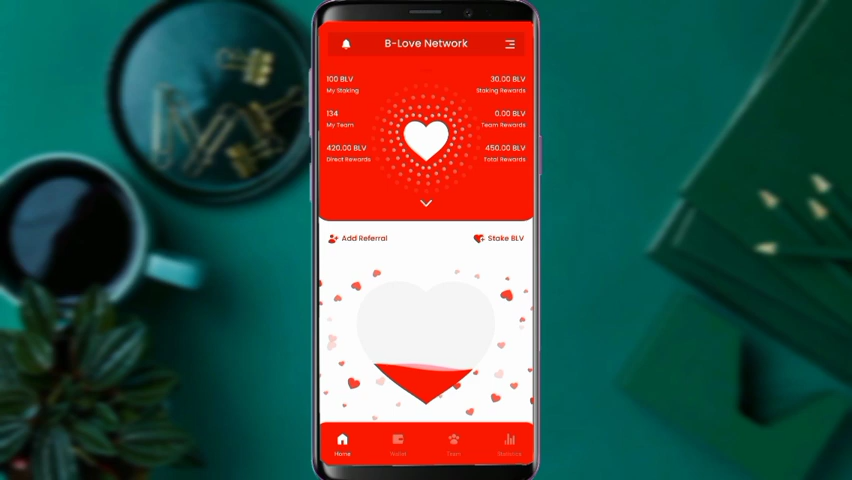 B-Love Network
100 BLV
My Staking
30.00 BLV
Staking Rewards
134
My Team
0.00 BLV
Team Rewards
420.00 BLV
Direct Rewards
450.00 BLV
Total Rewards
Add Referral
Stake BLV
Home
Wallet
Team
Statistics